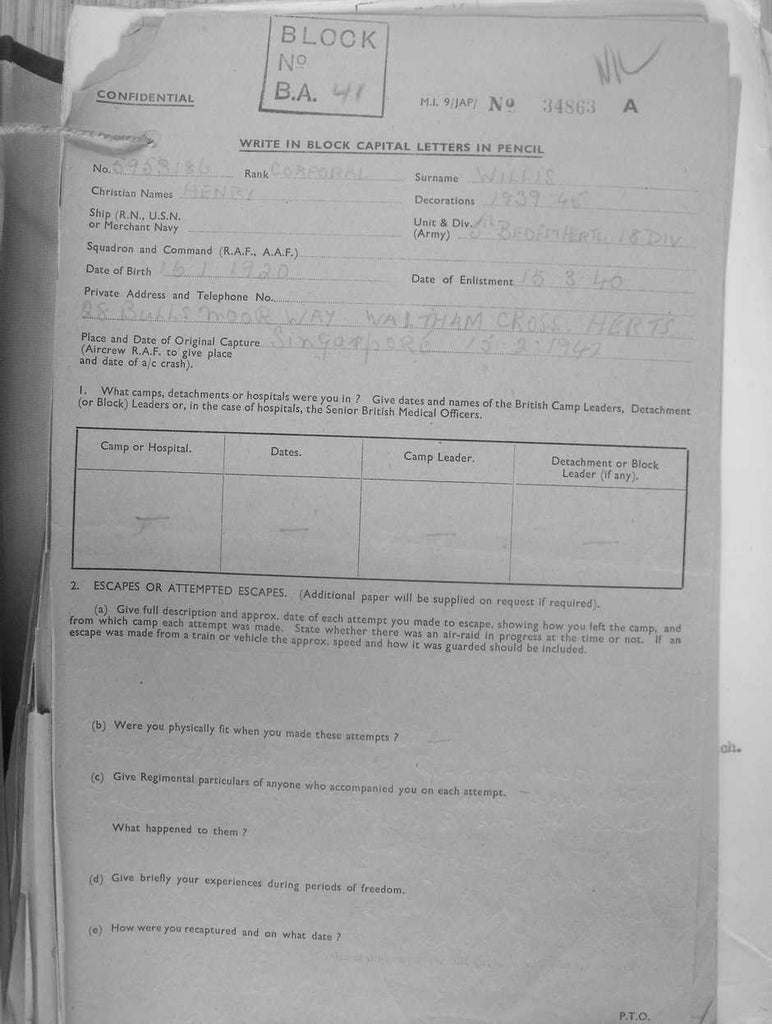 BLOCK
Nº
B.A. 41
NIL
CONFIDENTIAL
M.I. 9/JAP/ Nº 34863 A
WRITE IN BLOCK CAPITAL LETTERS IN PENCIL
No. 5953186 Rank CORPORAL Surname WILLIS
Christian Names HENRY Decorations 1939-45
Ship (R.N., U.S.N.
or Merchant Navy
Unit & Div.
(Army) 18 DIV
Squadron and Command (R.A.F., A.A.F.)
Date of Birth 1 1920 Date of Enlistment 15 3 40
Private Address and Telephone No.
BULLSMOOR WAY WALTHAM CROSS. HERTS
Place and Date of Original Capture Singapore 2 1942
(Aircrew R.A.F. to give place
and date of a/c crash).
1. What camps, detachments or hospitals were you in ? Give dates and names of the British Camp Leaders, Detachment
(or Block) Leaders or, in the case of hospitals, the Senior British Medical Officers.
Camp or Hospital. Dates. Camp Leader. Detachment or Block
Leader (if any).
— — — —
2. ESCAPES OR ATTEMPTED ESCAPES. (Additional paper will be supplied on request if required).
(a) Give full description and approx. date of each attempt you made to escape, showing how you left the camp, and
from which camp each attempt was made. State whether there was an air-raid in progress at the time or not. If an
escape was made from a train or vehicle the approx. speed and how it was guarded should be included.
(b) Were you physically fit when you made these attempts ? —
ch.
(c) Give Regimental particulars of anyone who accompanied you on each attempt. —
What happened to them ?
(d) Give briefly your experiences during periods of freedom.
(e) How were you recaptured and on what date ?
P.T.O.